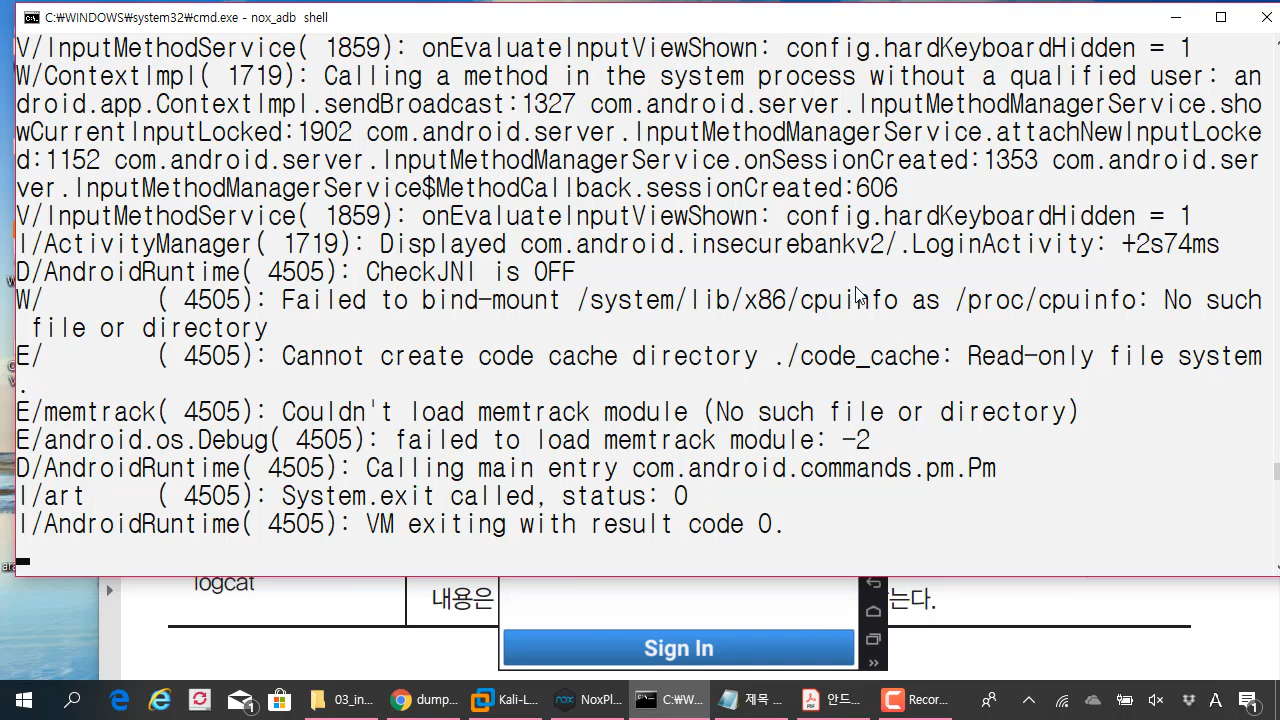 C:₩WINDOWS₩system32₩cmd.exe - nox_adb shell
V/InputMethodService( 1859): onEvaluateInputViewShown: config.hardKeyboardHidden = 1
W/ContextImpl( 1719): Calling a method in the system process without a qualified user: an
droid.app.ContextImpl.sendBroadcast:1327 com.android.server.InputMethodManagerService.sho
wCurrentInputLocked:1902 com.android.server.InputMethodManagerService.attachNewInputLocke
d:1152 com.android.server.InputMethodManagerService.onSessionCreated:1353 com.android.ser
ver.InputMethodManagerService$MethodCallback.sessionCreated:606
V/InputMethodService( 1859): onEvaluateInputViewShown: config.hardKeyboardHidden = 1
I/ActivityManager( 1719): Displayed com.android.insecurebankv2/.LoginActivity: +2s74ms
D/AndroidRuntime( 4505): CheckJNI is OFF
W/ ( 4505): Failed to bind-mount /system/lib/x86/cpuinfo as /proc/cpuinfo: No such
file or directory
E/ ( 4505): Cannot create code cache directory ./code_cache: Read-only file system
.
E/memtrack( 4505): Couldn't load memtrack module (No such file or directory)
E/android.os.Debug( 4505): failed to load memtrack module: -2
D/AndroidRuntime( 4505): Calling main entry com.android.commands.pm.Pm
I/art ( 4505): System.exit called, status: 0
I/AndroidRuntime( 4505): VM exiting with result code 0.
logcat
내용은 는다.
Sign In
03_in... dump... Kali-L... NoxPl... C:₩W... 제목 ... 안드... Recor... A